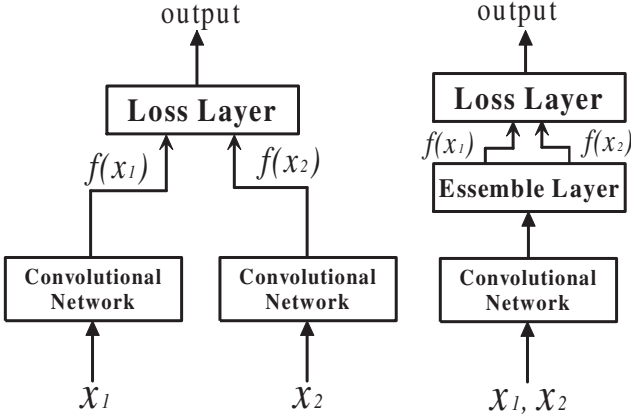 output
Loss Layer
f(x1)
f(x2)
Convolutional
Network
Convolutional
Network
x1
x2
output
Loss Layer
f(x1)
f(x2)
Essemble Layer
Convolutional
Network
x1, x2